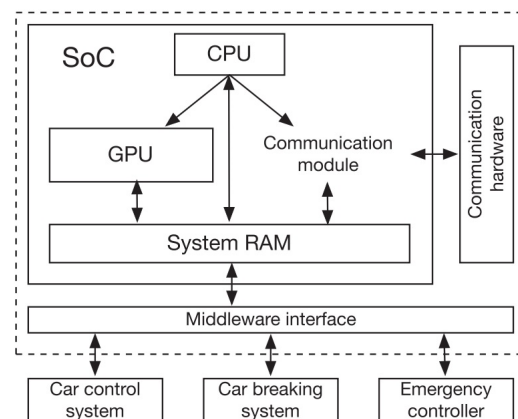 SoC
CPU
GPU
Communication
module
Communication
hardware
System RAM
Middleware interface
Car control
system
Car breaking
system
Emergency
controller